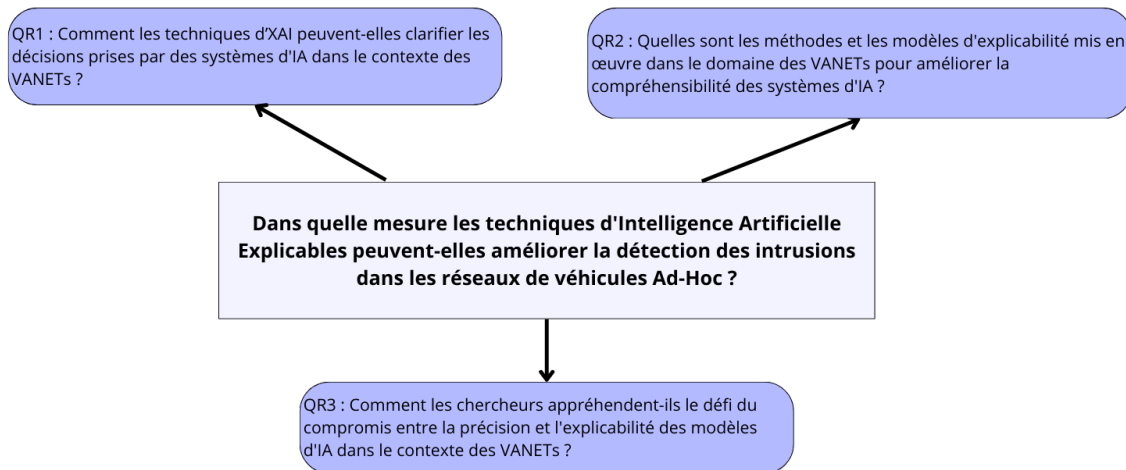 QR1 : Comment les techniques d'XAI peuvent-elles clarifier les
décisions prises par des systèmes d'IA dans le contexte des
VANETs ?
QR2 : Quelles sont les méthodes et les modèles d'explicabilité mis en
œuvre dans le domaine des VANETs pour améliorer la
compréhensibilité des systèmes d'IA ?
Dans quelle mesure les techniques d'Intelligence Artificielle
Explicables peuvent-elles améliorer la détection des intrusions
dans les réseaux de véhicules Ad-Hoc ?
QR3 : Comment les chercheurs appréhendent-ils le défi du
compromis entre la précision et l'explicabilité des modèles
d'IA dans le contexte des VANETs ?